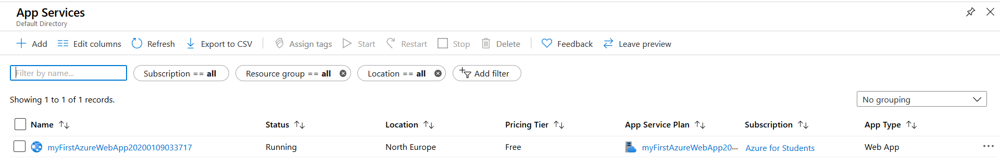 App Services
Default Directory
Add Edit columns Refresh Export to CSV Assign tags Start Restart Stop Delete Feedback Leave preview
Filter by name... Subscription == all Resource group == all Location == all Add filter
Showing 1 to 1 of 1 records. No grouping
Name Status Location Pricing Tier App Service Plan Subscription App Type
myFirstAzureWebApp20200109033717 Running North Europe Free myFirstAzureWebApp20... Azure for Students Web App